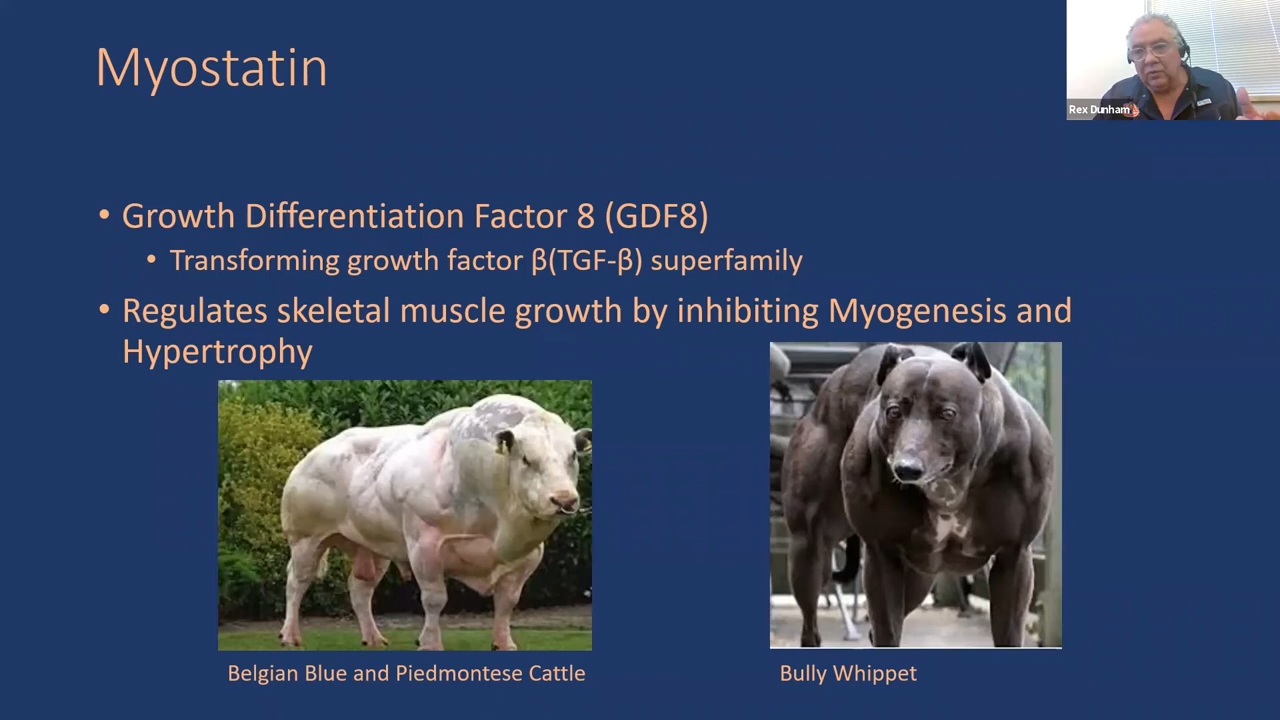 Myostatin
Rex Dunham
• Growth Differentiation Factor 8 (GDF8)
• Transforming growth factor β(TGF-β) superfamily
• Regulates skeletal muscle growth by inhibiting Myogenesis and
Hypertrophy
Belgian Blue and Piedmontese Cattle
Bully Whippet